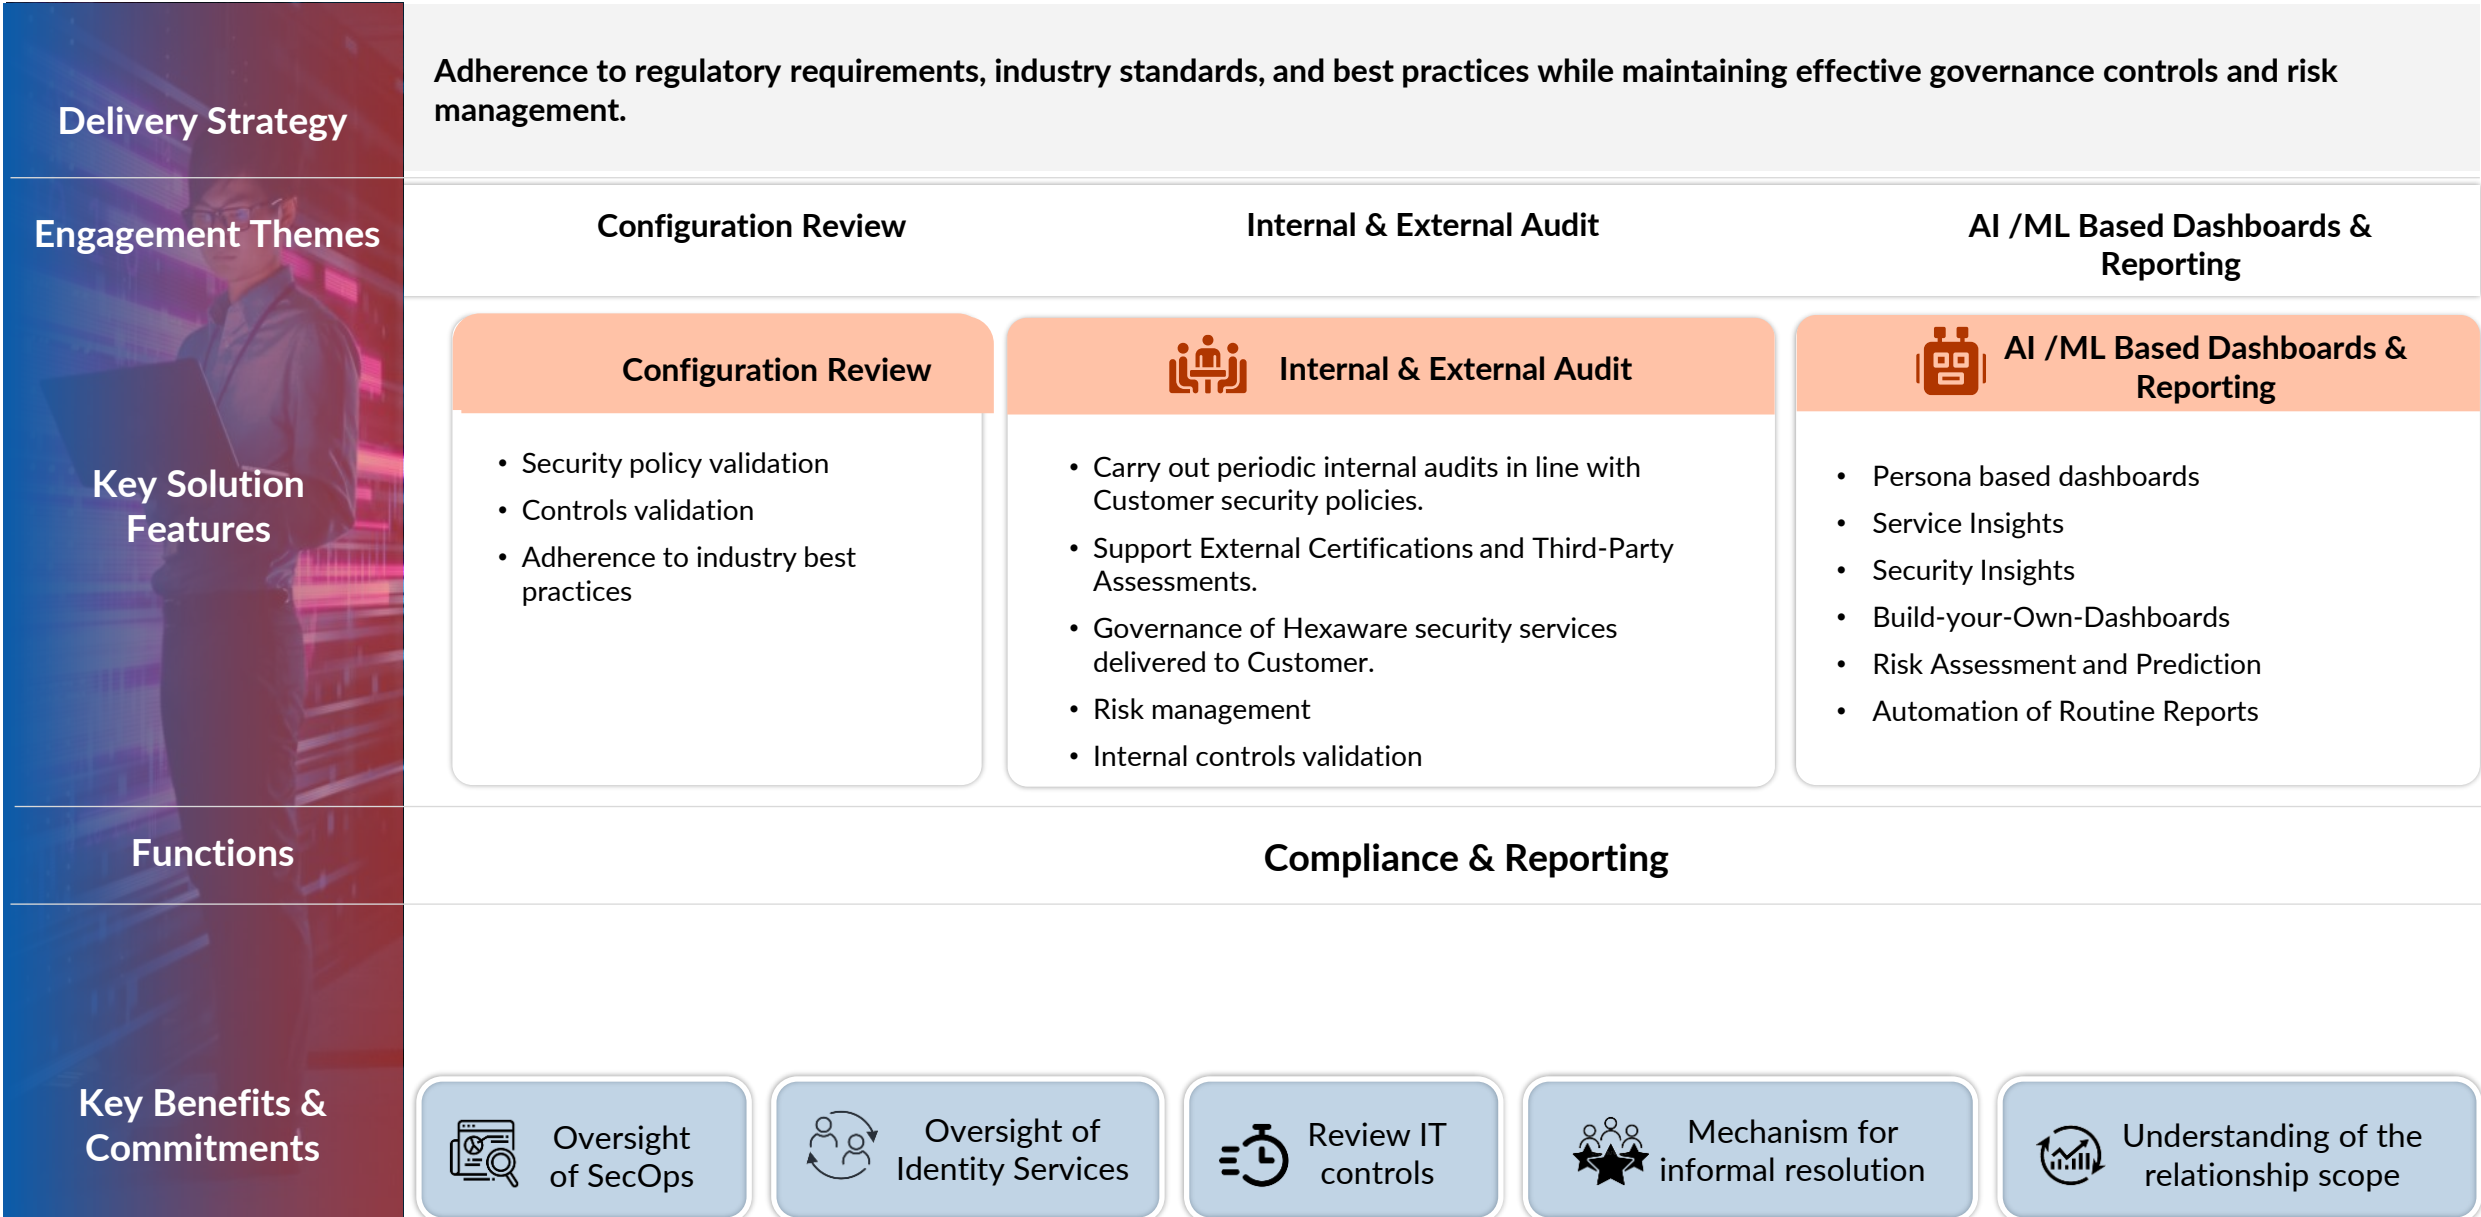 Delivery Strategy
Adherence to regulatory requirements, industry standards, and best practices while maintaining effective governance controls and risk
management.
Engagement Themes
Configuration Review
Internal & External Audit
AI /ML Based Dashboards &
Reporting
Key Solution
Features
Configuration Review
• Security policy validation
• Controls validation
• Adherence to industry best
practices
Internal & External Audit
• Carry out periodic internal audits in line with
Customer security policies.
• Support External Certifications and Third-Party
Assessments.
• Governance of Hexaware security services
delivered to Customer.
• Risk management
• Internal controls validation
AI /ML Based Dashboards &
Reporting
• Persona based dashboards
• Service Insights
• Security Insights
• Build-your-Own-Dashboards
• Risk Assessment and Prediction
• Automation of Routine Reports
Functions
Compliance & Reporting
Key Benefits &
Commitments
Oversight
of SecOps
Oversight of
Identity Services
Review IT
controls
Mechanism for
informal resolution
Understanding of the
relationship scope